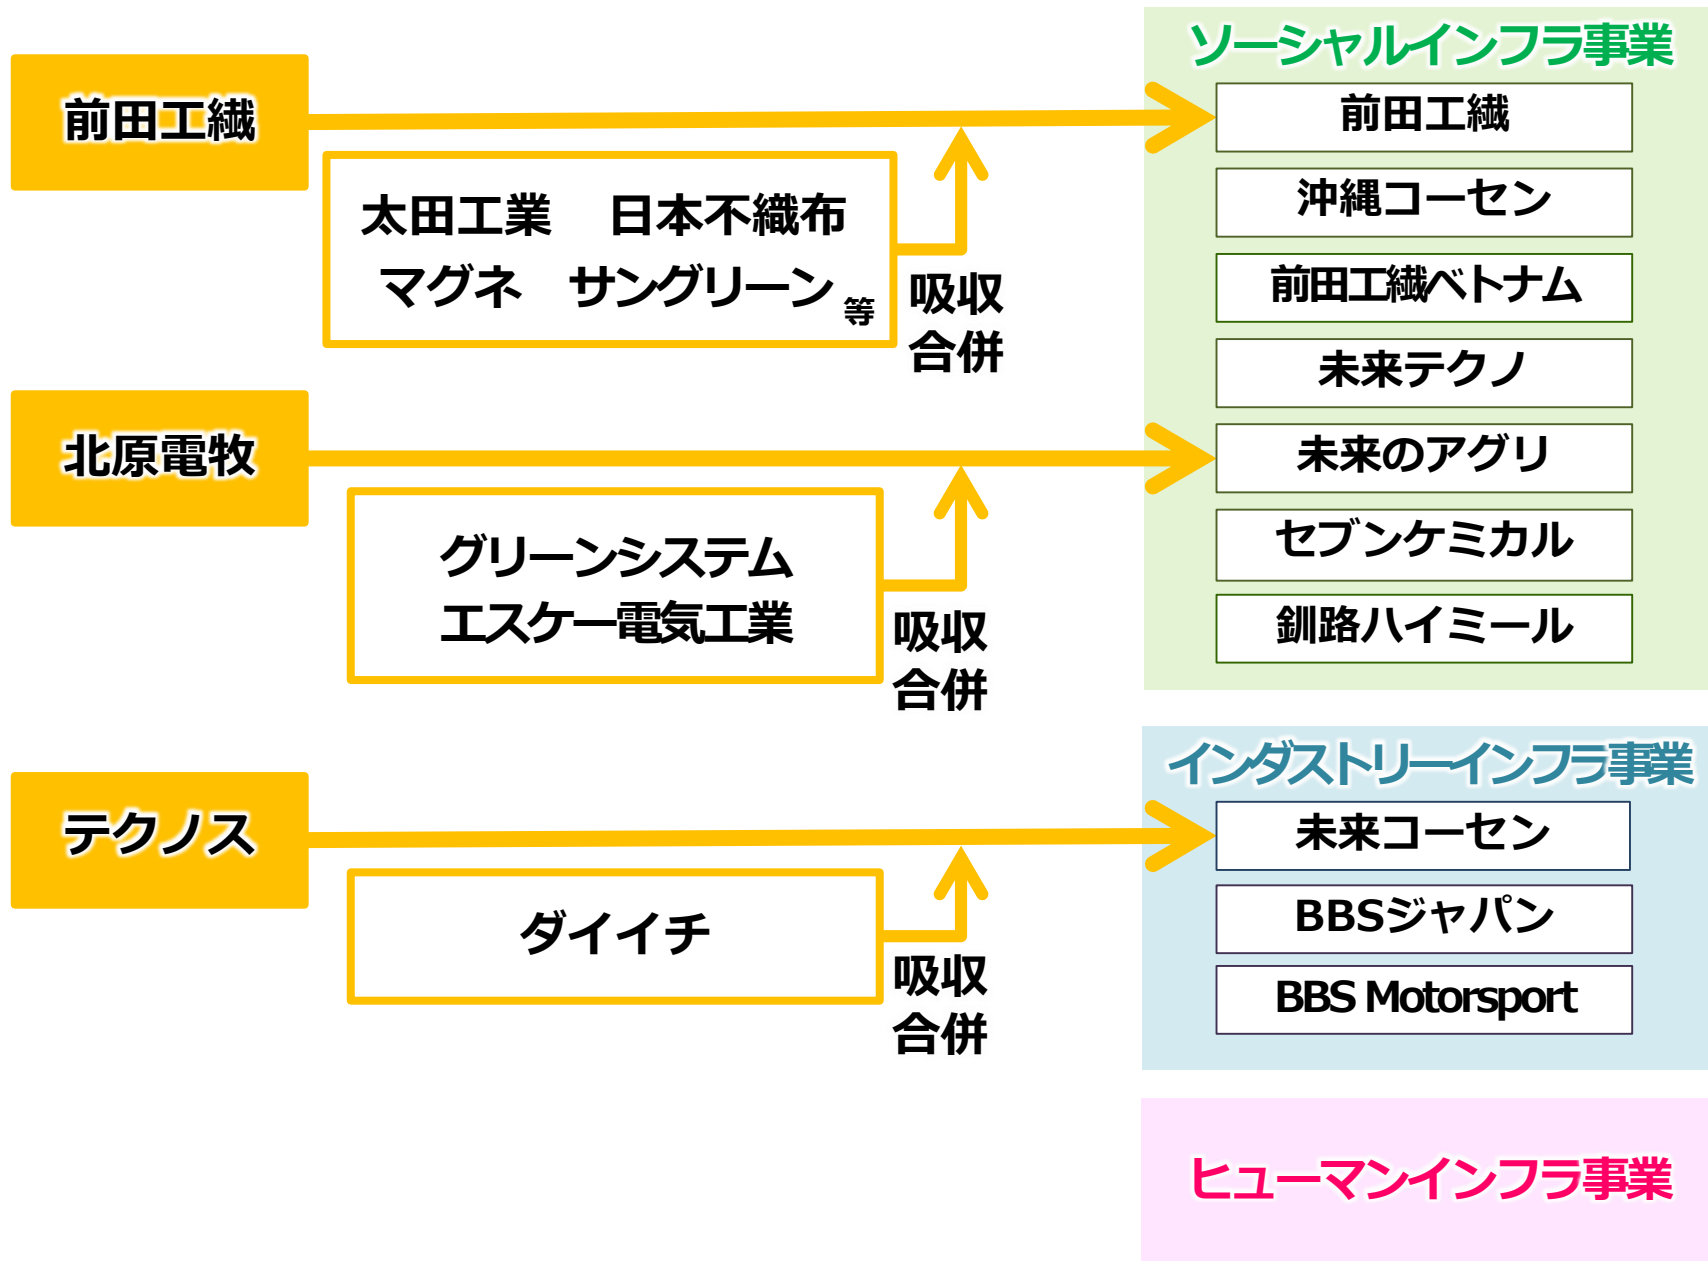 前田工繊
太田工業　日本不織布
マグネ　サングリーン 等
吸収
合併
北原電牧
グリーンシステム
エスケー電気工業
吸収
合併
テクノス
ダイイチ
吸収
合併
ソーシャルインフラ事業
前田工繊
沖縄コーセン
前田工繊ベトナム
未来テクノ
未来のアグリ
セブンケミカル
釧路ハイミール
インダストリーインフラ事業
未来コーセン
BBSジャパン
BBS Motorsport
ヒューマンインフラ事業